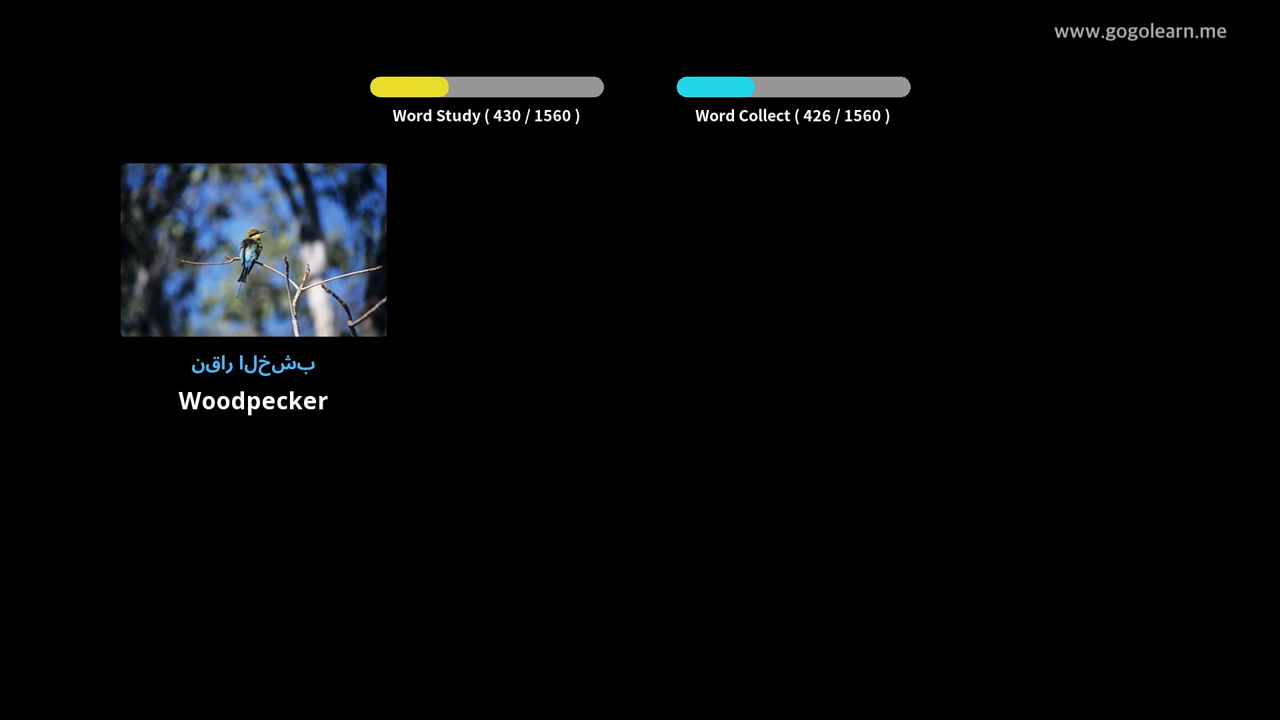 www.gogolearn.me
Word Study ( 430 / 1560 )
Word Collect ( 426 / 1560 )
نقار الخشب
Woodpecker